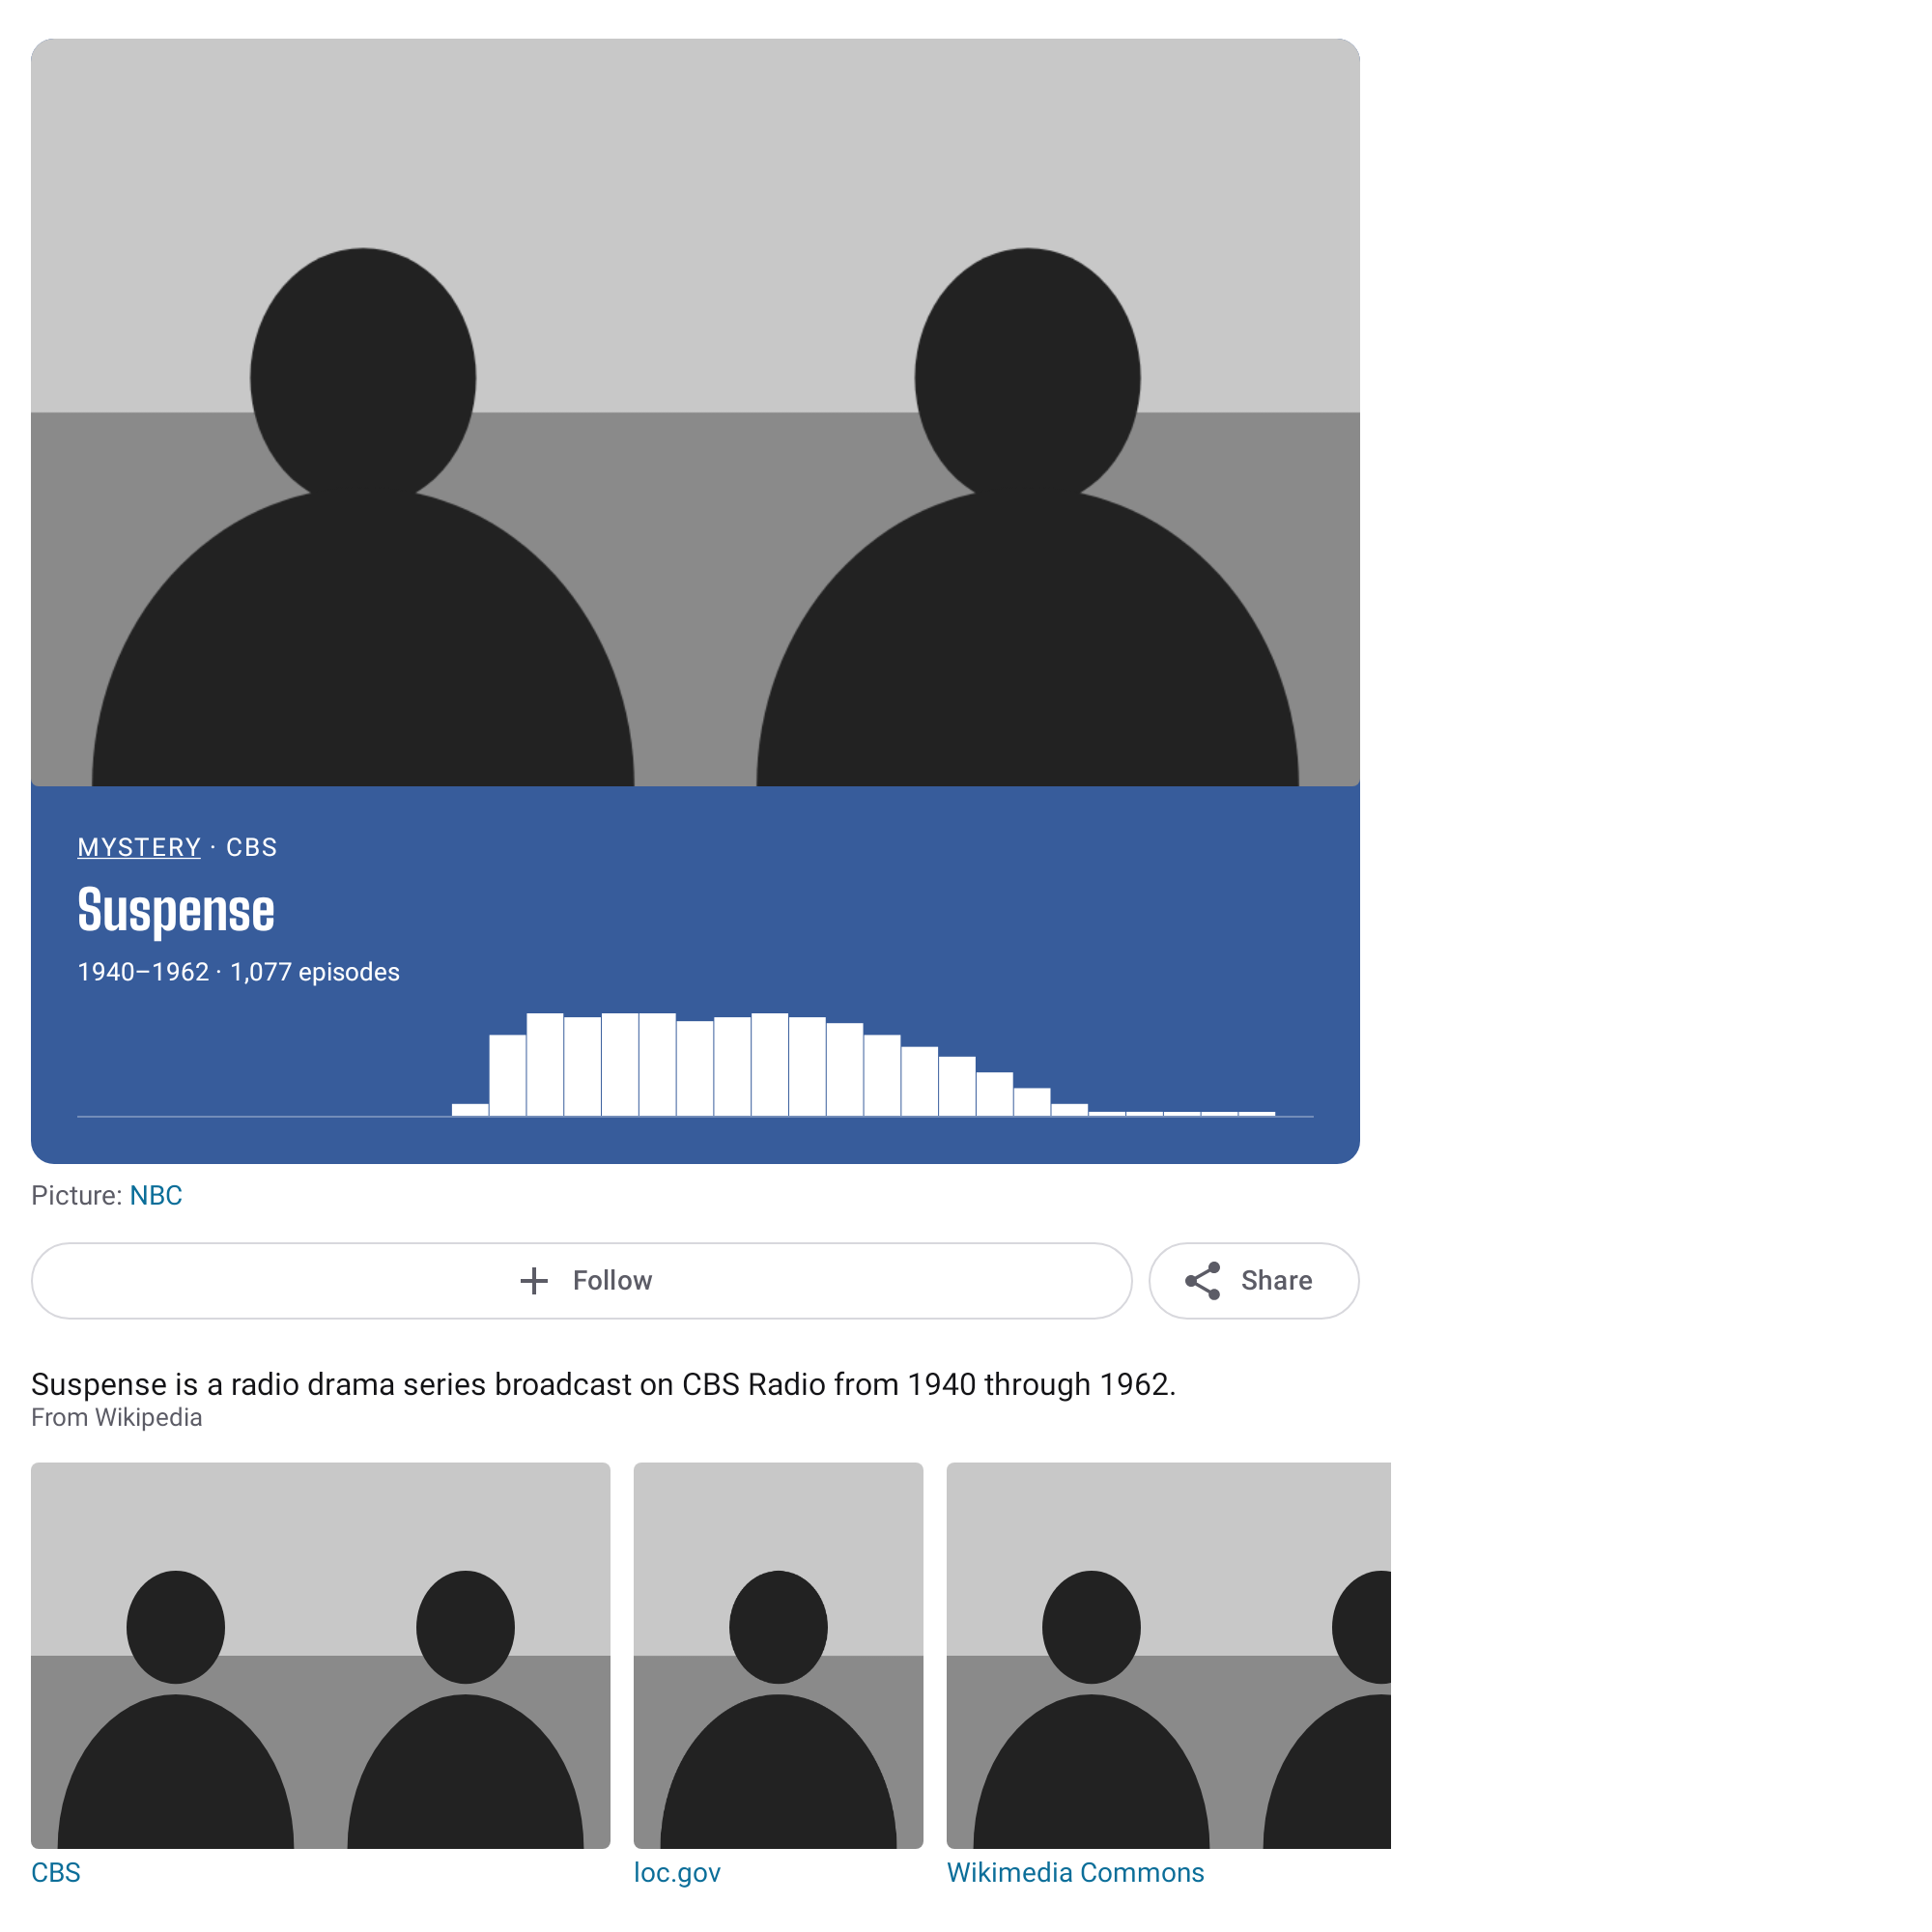 MYSTERY · CBS
Suspense
1940–1962 · 1,077 episodes
Picture: NBC
Follow
Share
Suspense is a radio drama series broadcast on CBS Radio from 1940 through 1962.
From Wikipedia
CBS
loc.gov
Wikimedia Commons